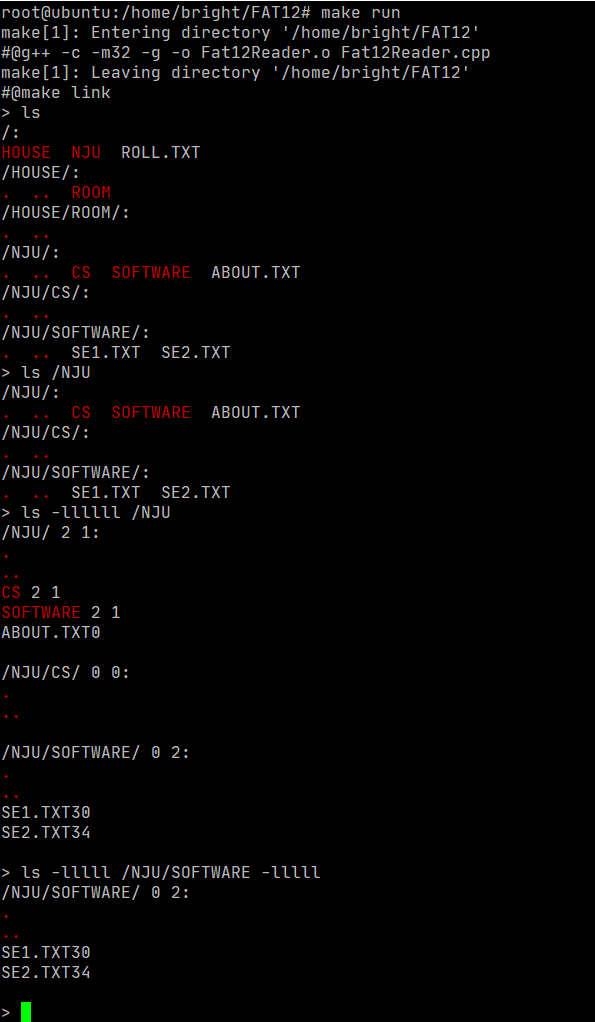 root@ubuntu:/home/bright/FAT12# make run
make[1]: Entering directory '/home/bright/FAT12'
#@g++ -c -m32 -g -o Fat12Reader.o Fat12Reader.cpp
make[1]: Leaving directory '/home/bright/FAT12'
#@make link
> ls
/:
HOUSE  NJU  ROLL.TXT
/HOUSE/:
.  ..  ROOM
/HOUSE/ROOM/:
.  ..
/NJU/:
.  ..  CS  SOFTWARE  ABOUT.TXT
/NJU/CS/:
.  ..
/NJU/SOFTWARE/:
.  ..  SE1.TXT  SE2.TXT
> ls /NJU
/NJU/:
.  ..  CS  SOFTWARE  ABOUT.TXT
/NJU/CS/:
.  ..
/NJU/SOFTWARE/:
.  ..  SE1.TXT  SE2.TXT
> ls -llllll /NJU
/NJU/ 2 1:
.
..
CS 2 1
SOFTWARE 2 1
ABOUT.TXT0
/NJU/CS/ 0 0:
.
..
/NJU/SOFTWARE/ 0 2:
.
..
SE1.TXT30
SE2.TXT34
> ls -lllll /NJU/SOFTWARE -lllll
/NJU/SOFTWARE/ 0 2:
.
..
SE1.TXT30
SE2.TXT34
>